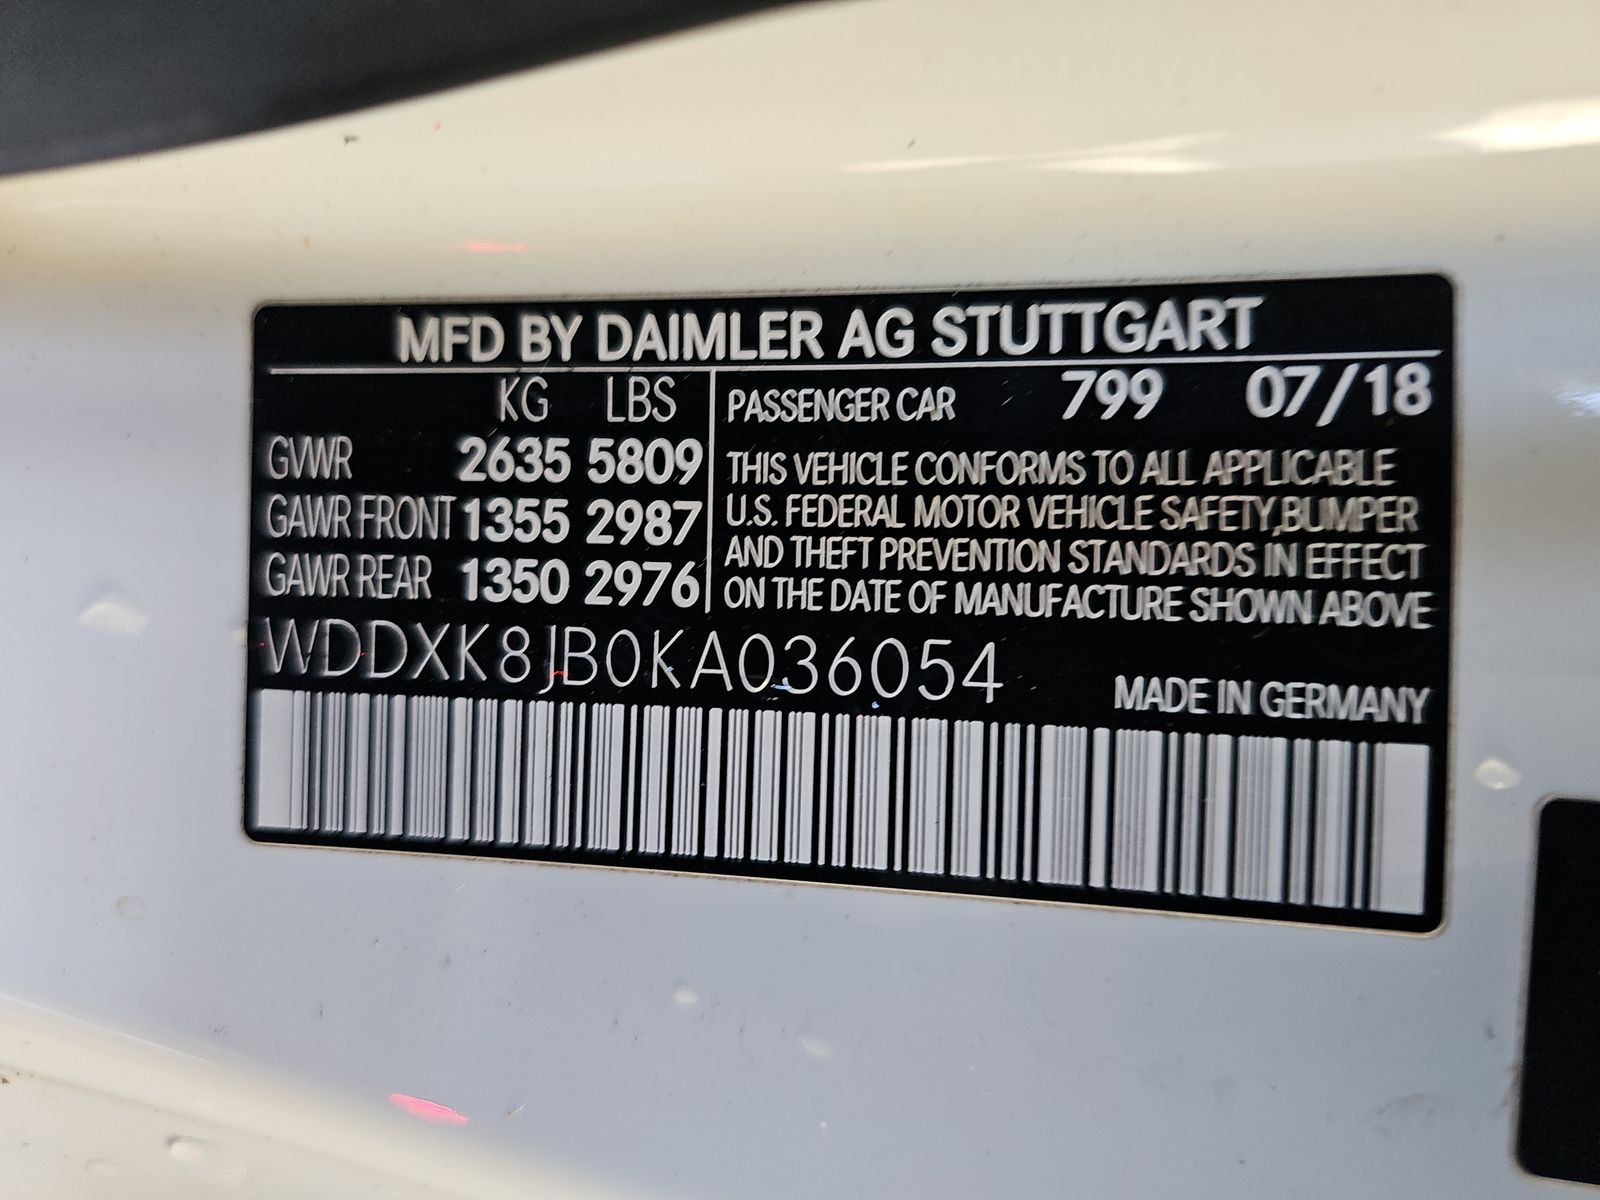 MFD BY DAIMLER AG STUTTGART
KG LBS
GVWR 2635 5809
GAWR FRONT 1355 2987
GAWR REAR 1350 2976
PASSENGER CAR 799 07/18
THIS VEHICLE CONFORMS TO ALL APPLICABLE
U.S. FEDERAL MOTOR VEHICLE SAFETY,BUMPER
AND THEFT PREVENTION STANDARDS IN EFFECT
ON THE DATE OF MANUFACTURE SHOWN ABOVE
WDDXK8JB0KA036054
MADE IN GERMANY